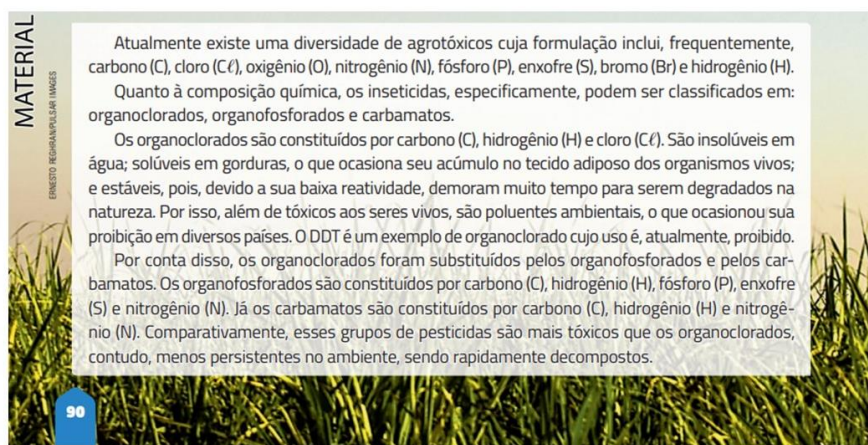 MATERIAL
ERNESTO REGHRAN/PULSAR IMAGES
Atualmente existe uma diversidade de agrotóxicos cuja formulação inclui, frequentemente,
carbono (C), cloro (Cℓ), oxigênio (O), nitrogênio (N), fósforo (P), enxofre (S), bromo (Br) e hidrogênio (H).
Quanto à composição química, os inseticidas, especificamente, podem ser classificados em:
organoclorados, organofosforados e carbamatos.
Os organoclorados são constituídos por carbono (C), hidrogênio (H) e cloro (Cℓ). São insolúveis em
água; solúveis em gorduras, o que ocasiona seu acúmulo no tecido adiposo dos organismos vivos;
e estáveis, pois, devido a sua baixa reatividade, demoram muito tempo para serem degradados na
natureza. Por isso, além de tóxicos aos seres vivos, são poluentes ambientais, o que ocasionou sua
proibição em diversos países. O DDT é um exemplo de organoclorado cujo uso é, atualmente, proibido.
Por conta disso, os organoclorados foram substituídos pelos organofosforados e pelos car-
bamatos. Os organofosforados são constituídos por carbono (C), hidrogênio (H), fósforo (P), enxofre
(S) e nitrogênio (N). Já os carbamatos são constituídos por carbono (C), hidrogênio (H) e nitrogê-
nio (N). Comparativamente, esses grupos de pesticidas são mais tóxicos que os organoclorados,
contudo, menos persistentes no ambiente, sendo rapidamente decompostos.
90